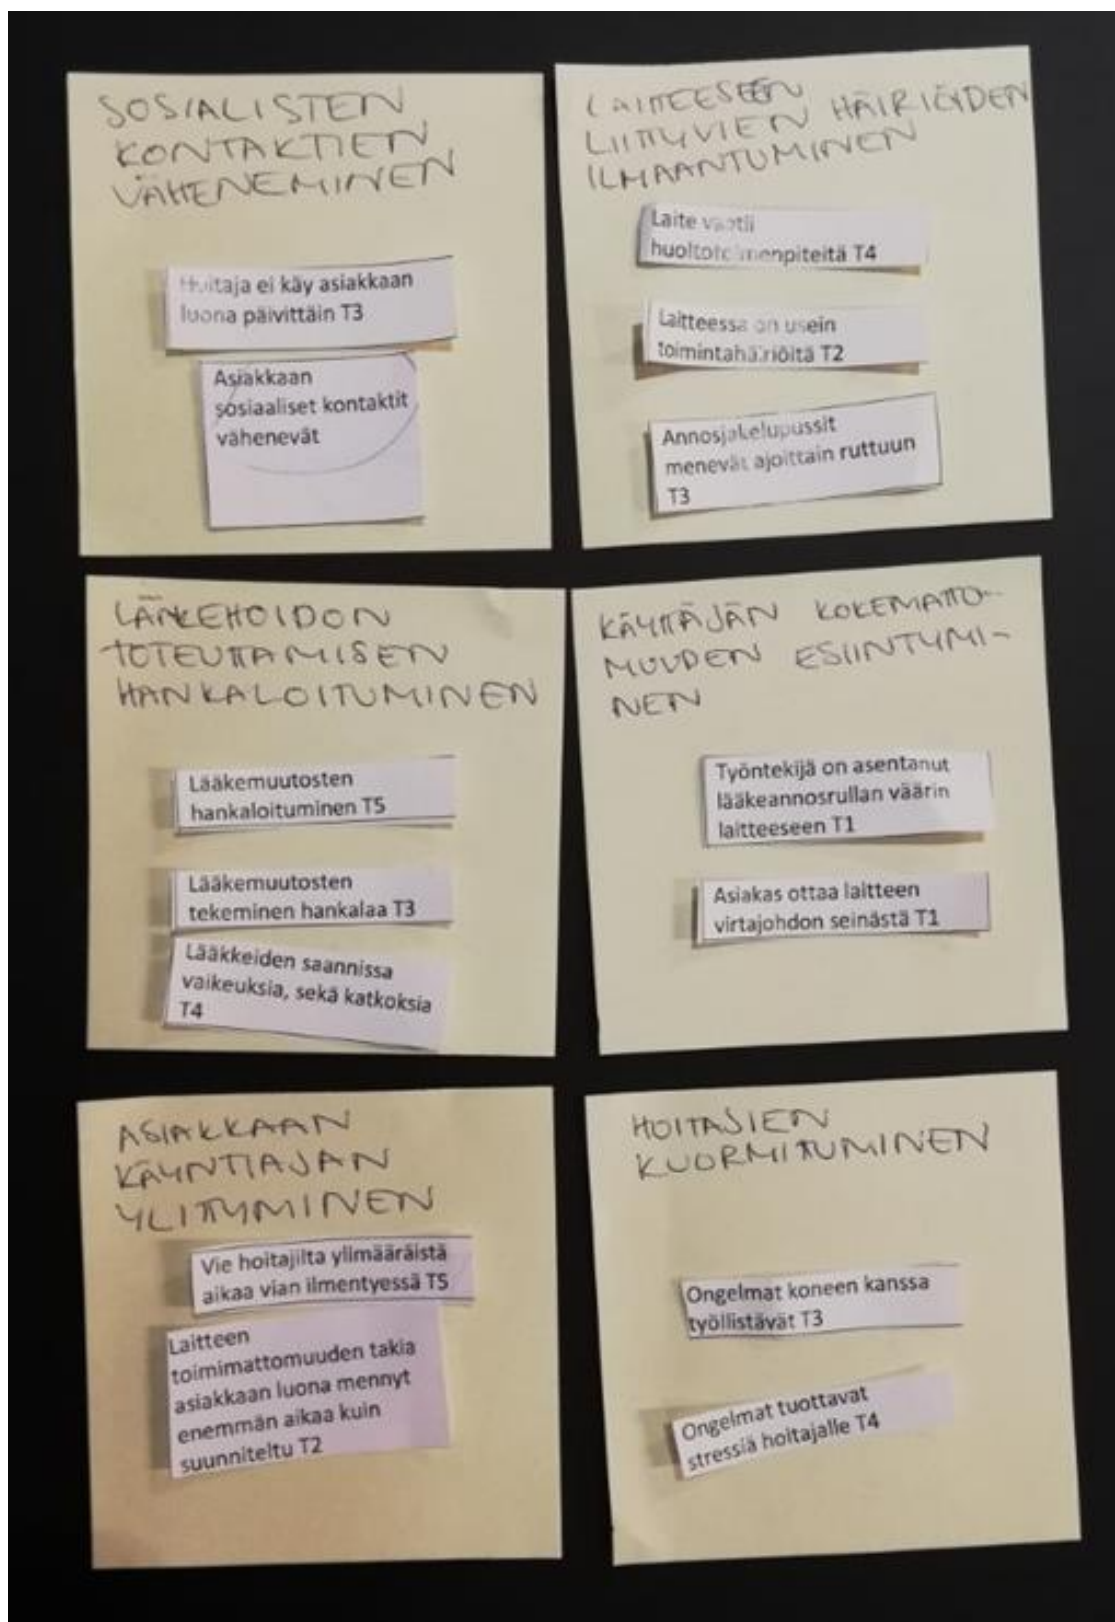 SOSIALISTEN
KONTAKTIEN
VÄHENEMINEN
Hoitaja ei käy asiakkaan
luona päivittäin T3
Asiakkaan
sosiaaliset kontaktit
vähenevät
LAITTEESEEN
LIITTYVIEN HÄIRIÖIDEN
ILMAANTUMINEN
Laite vaatii
huoltotoimenpiteitä T4
Laitteessa on usein
toimintahäiriöitä T2
Annosjakelupussit
menevät ajoittain ruttuun
T3
LÄÄKEHOIDON
TOTEUTTAMISEN
HANKALOITUMINEN
Lääkemuutosten
hankaloituminen T5
Lääkemuutosten
tekeminen hankalaa T3
Lääkkeiden saannissa
vaikeuksia, sekä katkoksia
T4
KÄYTTÄJÄN KOKEMATTO-
MUUDEN ESIINTYMI-
NEN
Työntekijä on asentanut
lääkeannosrullan väärin
laitteeseen T1
Asiakas ottaa laitteen
virtajohdon seinästä T1
ASIAKKAAN
KÄYNTIAJAN
YLITTYMINEN
Vie hoitajilta ylimääräistä
aikaa vian ilmentyessä T5
Laitteen
toimimattomuuden takia
asiakkaan luona mennyt
enemmän aikaa kuin
suunniteltu T2
HOITAJIEN
KUORMITTUMINEN
Ongelmat koneen kanssa
työllistävät T3
Ongelmat tuottavat
stressiä hoitajalle T4